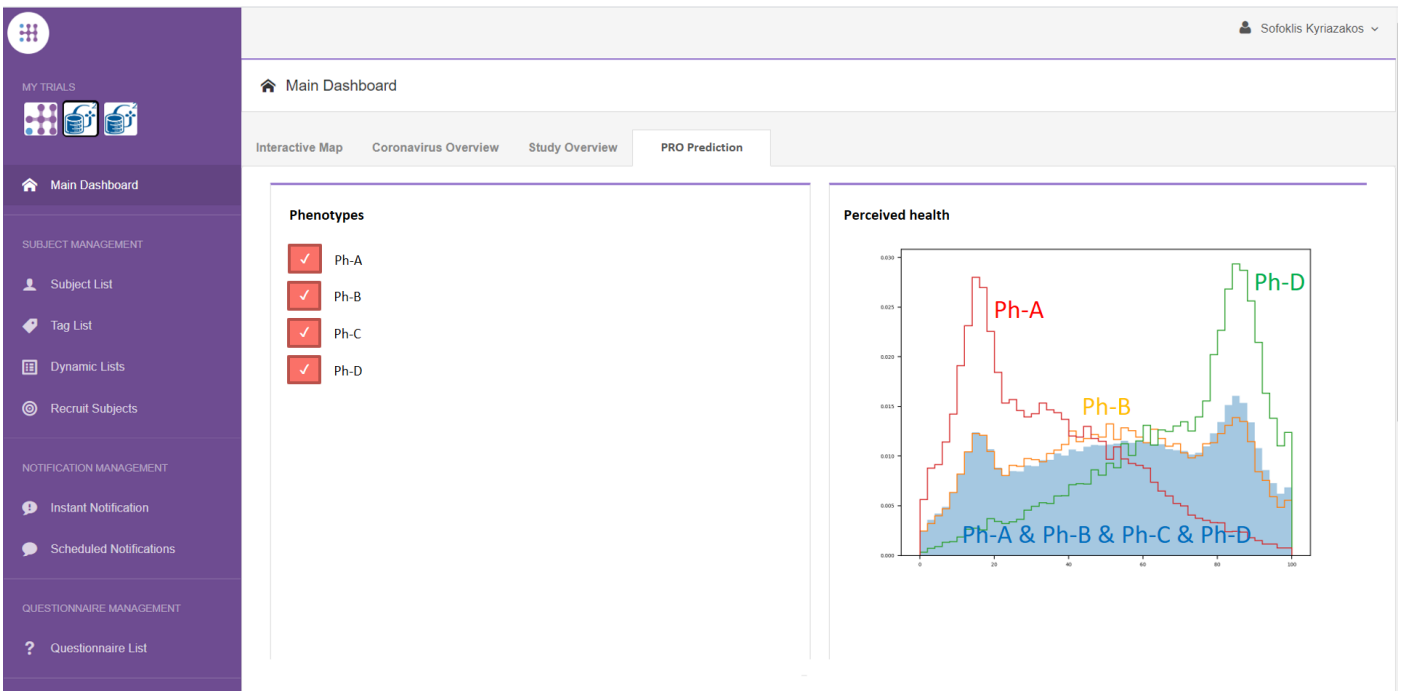 Sofoklis Kyriazakos
MY TRIALS
Main Dashboard
Interactive Map Coronavirus Overview Study Overview PRO Prediction
Main Dashboard
SUBJECT MANAGEMENT
Subject List
Tag List
Dynamic Lists
Recruit Subjects
NOTIFICATION MANAGEMENT
Instant Notification
Scheduled Notifications
QUESTIONNAIRE MANAGEMENT
? Questionnaire List
Phenotypes
Ph-A
Ph-B
Ph-C
Ph-D
Perceived health
0.030
0.025
0.020
0.015
0.010
0.005
0.000
Ph-A
Ph-B
Ph-D
Ph-A & Ph-B & Ph-C & Ph-D
0 20 40 60 80 100